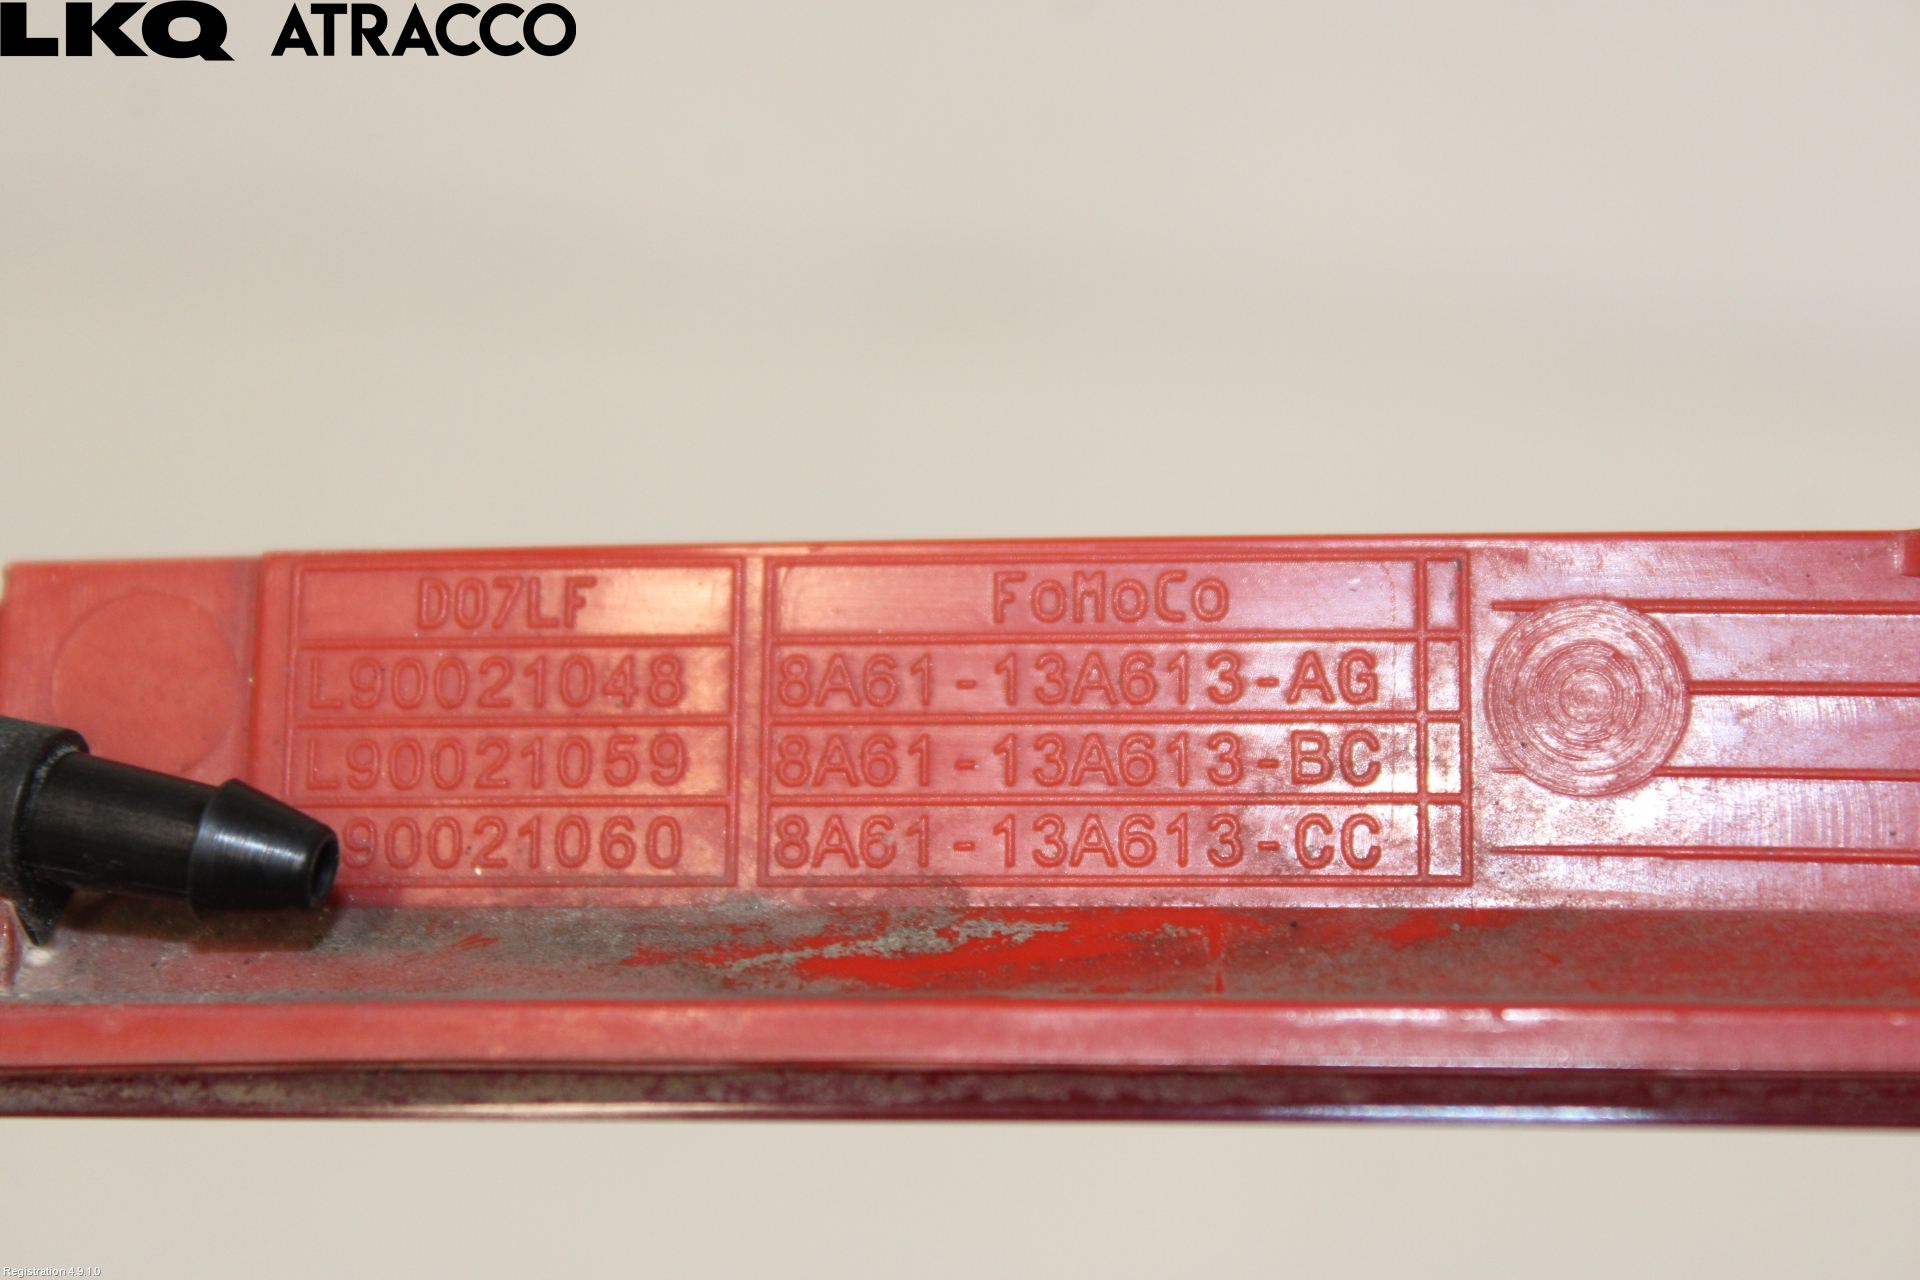 LKQ ATRACCO
D07LF FoMoCo
L90021048 8A61-13A613-AG
L90021059 8A61-13A613-BC
90021060 8A61-13A613-CC
Registration 4.9.1.0